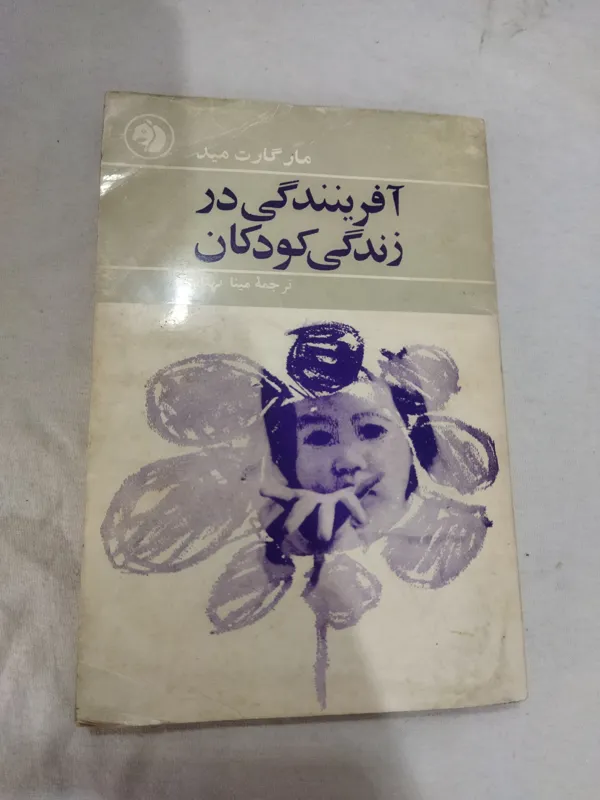 مارگارت مید
آفرینندگی در
زندگی کودکان
ترجمهٔ مینا